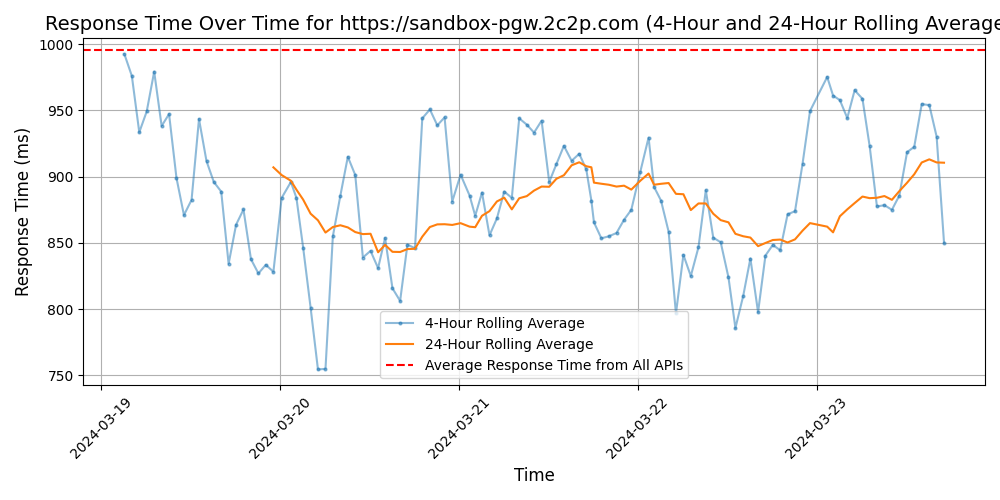 Response Time Over Time for https://sandbox-pgw.2c2p.com (4-Hour and 24-Hour Rolling Average
Response Time (ms)
1000
950
900
850
800
750
4-Hour Rolling Average
24-Hour Rolling Average
Average Response Time from All APIs
2024-03-19
2024-03-20
2024-03-21
2024-03-22
2024-03-23
Time